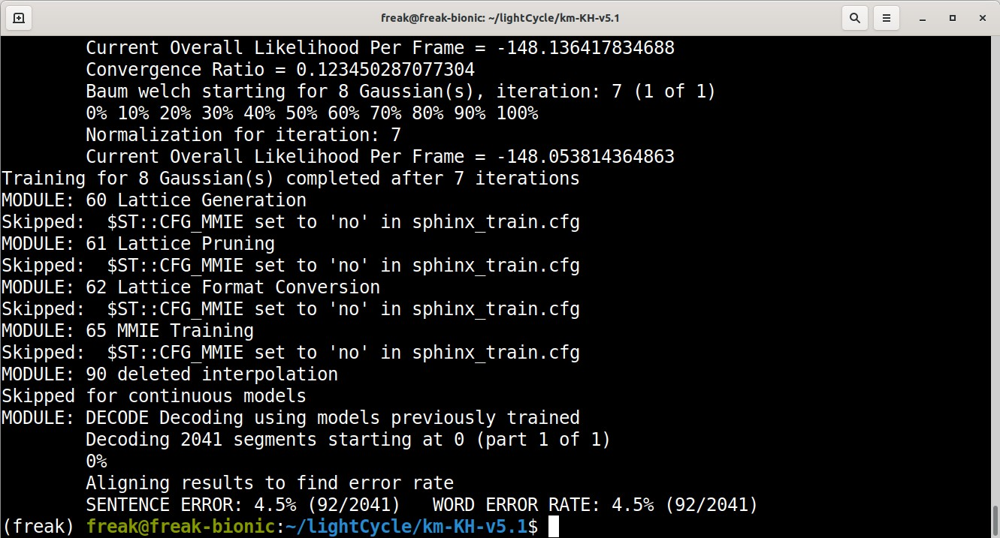 freak@freak-bionic: ~/lightCycle/km-KH-v5.1
Current Overall Likelihood Per Frame = -148.136417834688
Convergence Ratio = 0.123450287077304
Baum welch starting for 8 Gaussian(s), iteration: 7 (1 of 1)
0% 10% 20% 30% 40% 50% 60% 70% 80% 90% 100%
Normalization for iteration: 7
Current Overall Likelihood Per Frame = -148.053814364863
Training for 8 Gaussian(s) completed after 7 iterations
MODULE: 60 Lattice Generation
Skipped:  $ST::CFG_MMIE set to 'no' in sphinx_train.cfg
MODULE: 61 Lattice Pruning
Skipped:  $ST::CFG_MMIE set to 'no' in sphinx_train.cfg
MODULE: 62 Lattice Format Conversion
Skipped:  $ST::CFG_MMIE set to 'no' in sphinx_train.cfg
MODULE: 65 MMIE Training
Skipped:  $ST::CFG_MMIE set to 'no' in sphinx_train.cfg
MODULE: 90 deleted interpolation
Skipped for continuous models
MODULE: DECODE Decoding using models previously trained
Decoding 2041 segments starting at 0 (part 1 of 1)
0%
Aligning results to find error rate
SENTENCE ERROR: 4.5% (92/2041)   WORD ERROR RATE: 4.5% (92/2041)
(freak) freak@freak-bionic:~/lightCycle/km-KH-v5.1$